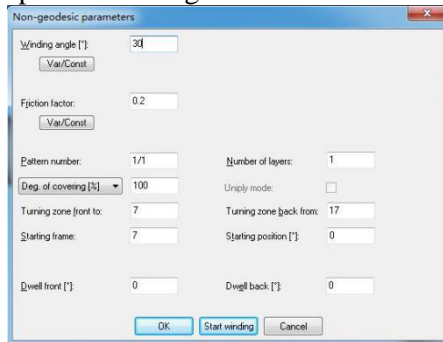 Non-geodesic parameters
Winding angle [°]: 30
Var/Const
Friction factor: 0.2
Var/Const
Pattern number: 1/1 Number of layers: 1
Deg. of covering [%] 100 Uniply mode:
Turning zone front to: 7 Turning zone back from: 17
Starting frame: 7 Starting position [°]: 0
Dwell front [°]: 0 Dwell back [°]: 0
OK Start winding Cancel